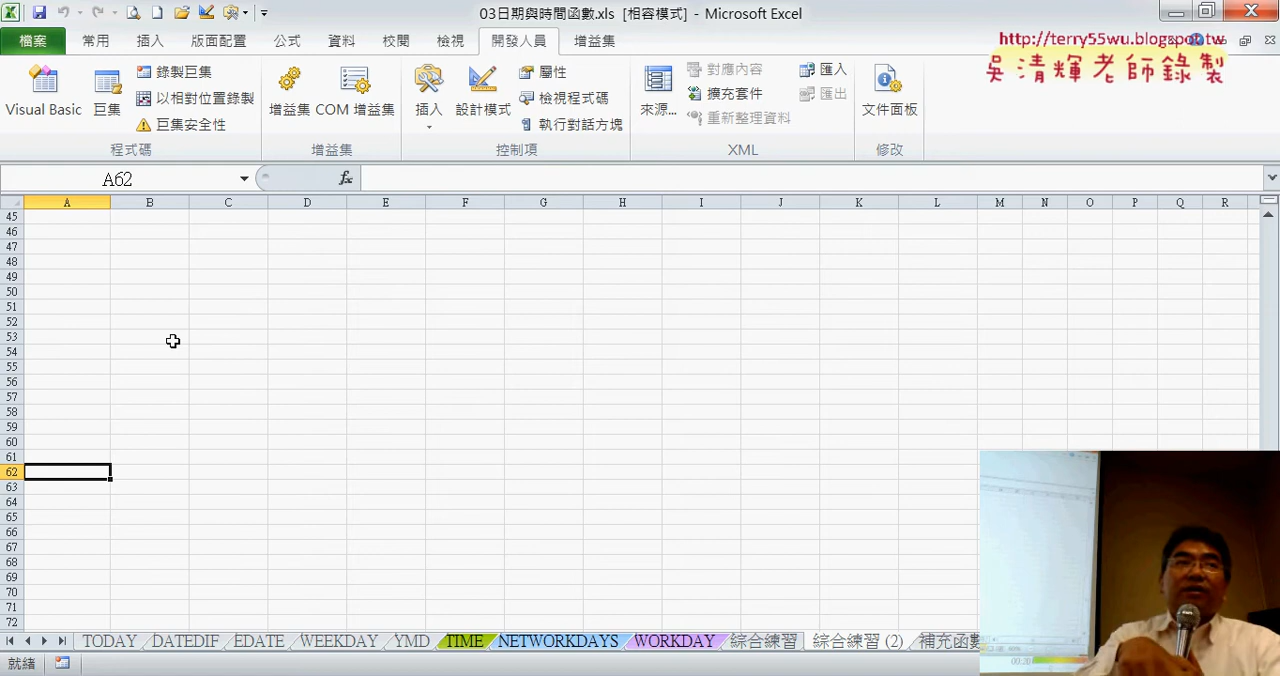 03日期與時間函數.xls [相容模式] - Microsoft Excel
檔案 常用 插入 版面配置 公式 資料 校閱 檢視 開發人員 增益集
http://terry55wu.blogspot.tw
吳清輝老師錄製
Visual Basic 巨集 錄製巨集 以相對位置錄製 巨集安全性 增益集 COM 增益集 插入 設計模式 屬性 檢視程式碼 執行對話方塊 來源... 對應內容 擴充套件 重新整理資料 匯入 匯出 文件面板
程式碼 增益集 控制項 XML 修改
A62 fx
A B C D E F G H I J K L M N O P Q R
45
46
47
48
49
50
51
52
53
54
55
56
57
58
59
60
61
62
63
64
65
66
67
68
69
70
71
72
TODAY DATEDIF EDATE WEEKDAY YMD TIME NETWORKDAYS WORKDAY 綜合練習 綜合練習 (2) 補充函數
就緒
09:20